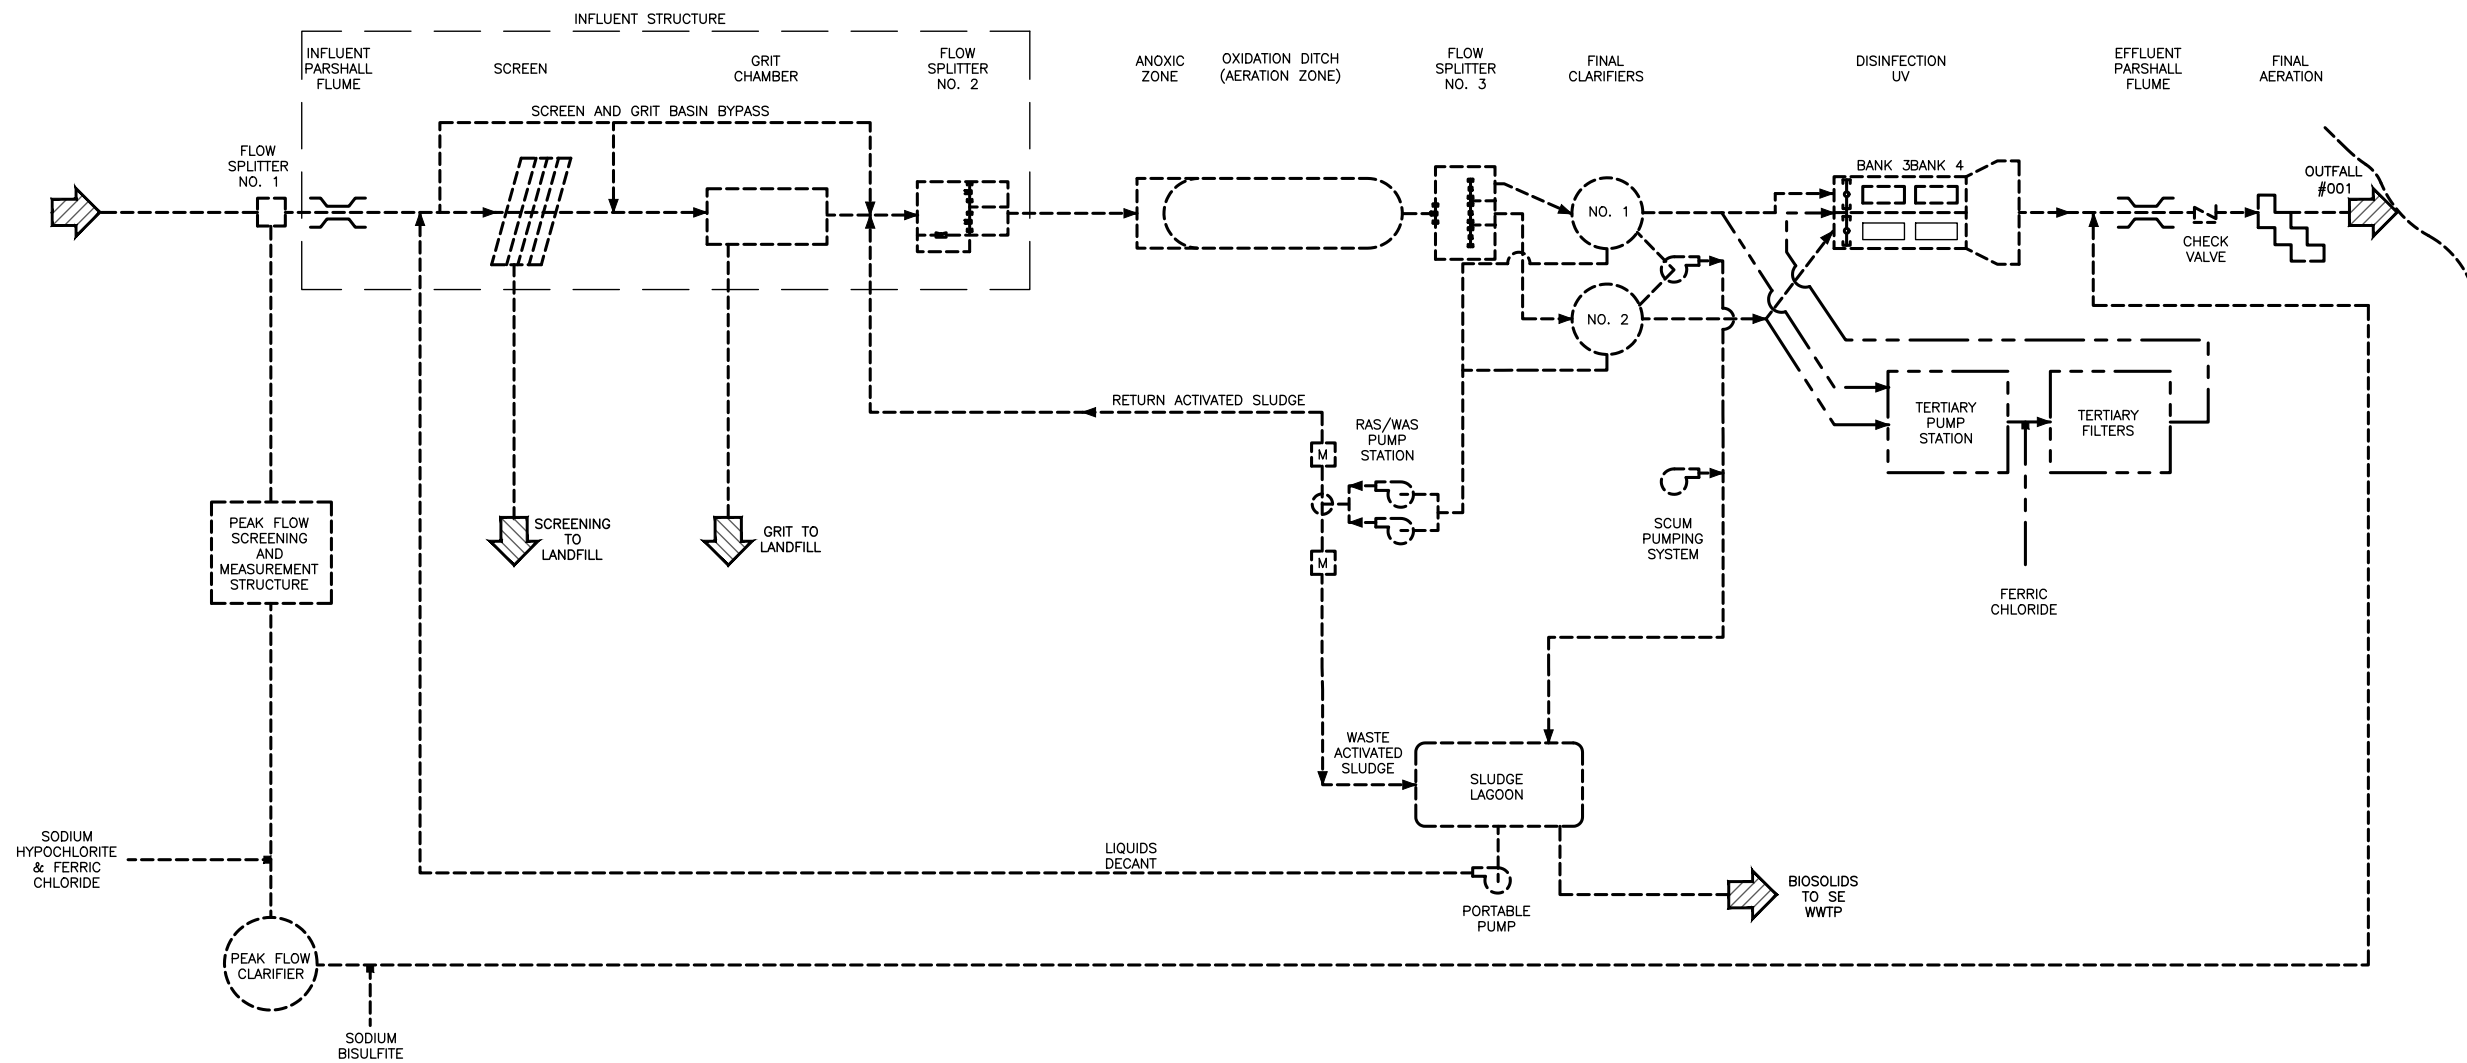 INFLUENT STRUCTURE
INFLUENT
PARSHALL
FLUME
SCREEN
GRIT
CHAMBER
FLOW
SPLITTER
NO. 2
ANOXIC
ZONE
OXIDATION DITCH
(AERATION ZONE)
FLOW
SPLITTER
NO. 3
FINAL
CLARIFIERS
DISINFECTION
UV
EFFLUENT
PARSHALL
FLUME
FINAL
AERATION
SCREEN AND GRIT BASIN BYPASS
FLOW
SPLITTER
NO. 1
BANK 3
BANK 4
OUTFALL
#001
NO. 1
CHECK
VALVE
NO. 2
RETURN ACTIVATED SLUDGE
RAS/WAS
PUMP
STATION
M
M
TERTIARY
PUMP
STATION
TERTIARY
FILTERS
PEAK FLOW
SCREENING
AND
MEASUREMENT
STRUCTURE
SCREENING
TO
LANDFILL
GRIT TO
LANDFILL
SCUM
PUMPING
SYSTEM
FERRIC
CHLORIDE
WASTE
ACTIVATED
SLUDGE
SLUDGE
LAGOON
SODIUM
HYPOCHLORITE
& FERRIC
CHLORIDE
LIQUIDS
DECANT
PORTABLE
PUMP
BIOSOLIDS
TO SE
WWTP
PEAK FLOW
CLARIFIER
SODIUM
BISULFITE